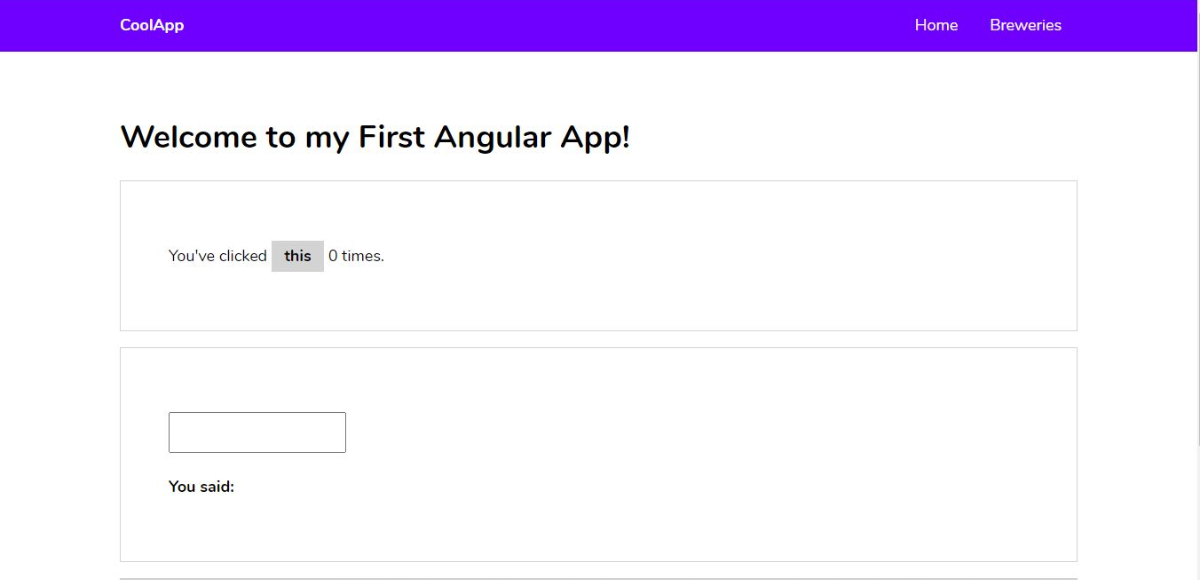 CoolApp Home Breweries
Welcome to my First Angular App!
You've clicked this 0 times.
You said: